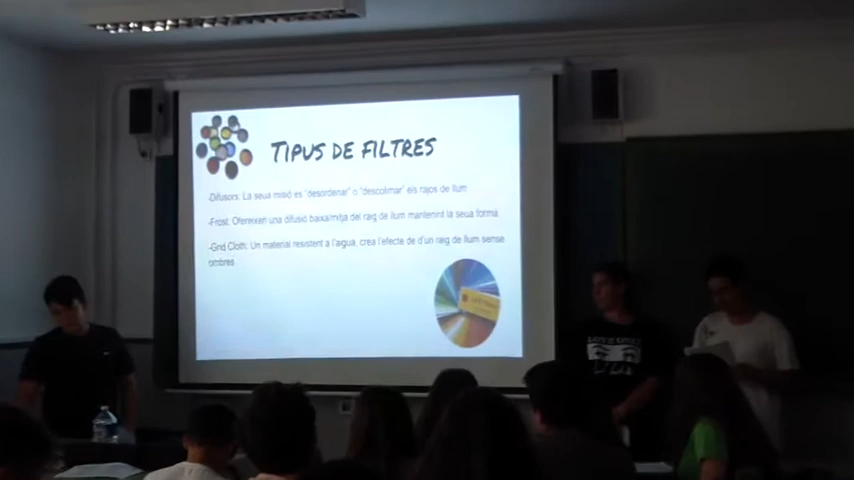 TIPUS DE FILTRES
-Difusors: La seua misió es "desordenar" o "descolimar" els rajos de llum
-Frost: Ofereixen una difusió baixa/mitja del raig de llum mantenint la seua forma
-Grid Cloth: Un material resistent a l'aigua, crea l'efecte de d'un raig de llum sense
ombres